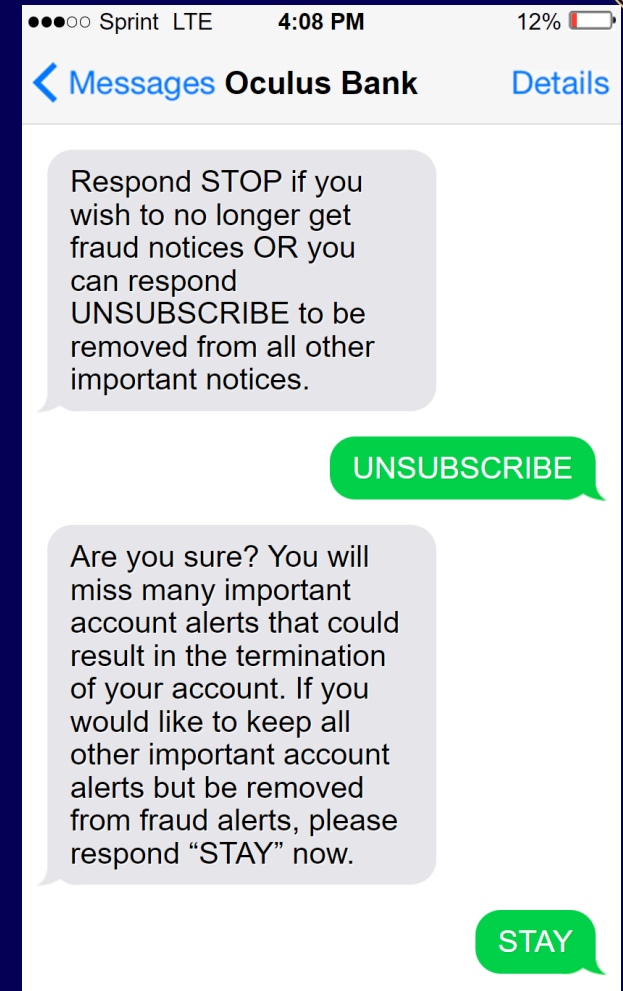 Sprint LTE 4:08 PM 12%
Messages Oculus Bank Details
Respond STOP if you
wish to no longer get
fraud notices OR you
can respond
UNSUBSCRIBE to be
removed from all other
important notices.
UNSUBSCRIBE
Are you sure? You will
miss many important
account alerts that could
result in the termination
of your account. If you
would like to keep all
other important account
alerts but be removed
from fraud alerts, please
respond “STAY” now.
STAY